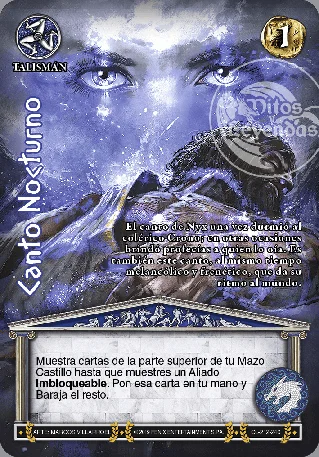 1
TALISMAN
Mitos
Leyendas
Canto Nocturno
El canto de Nyx una vez durmió al
colérico Crono; en otras ocasiones
brindó profecías a quien lo oía. Es
también este canto, al mismo tiempo
melancólico y frenético, que da su
ritmo al mundo.
Muestra cartas de la parte superior de tu Mazo
Castillo hasta que muestres un Aliado
Imbloqueable. Pon esa carta en tu mano y
Baraja el resto.